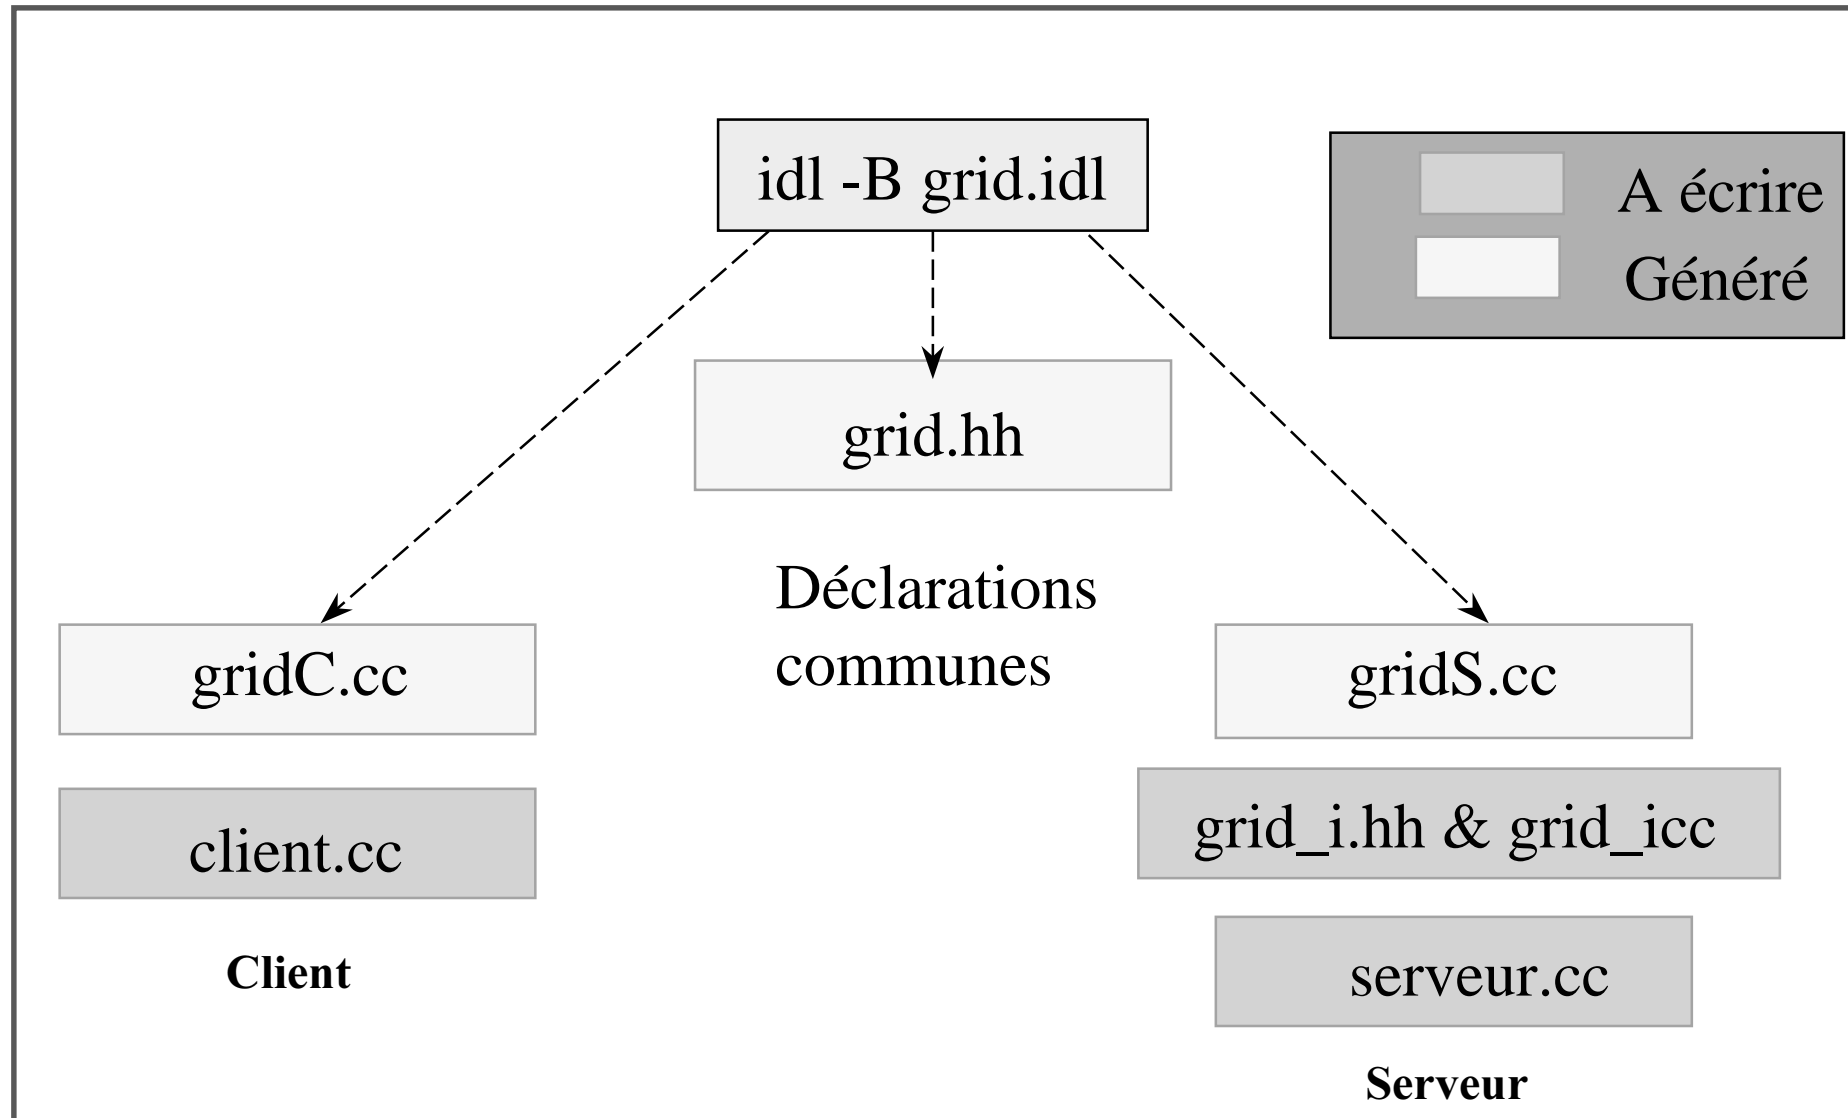 idl -B grid.idl
A écrire
Généré
grid.hh
Déclarations
communes
gridC.cc
gridS.cc
client.cc
grid_i.hh & grid_icc
Client
serveur.cc
Serveur